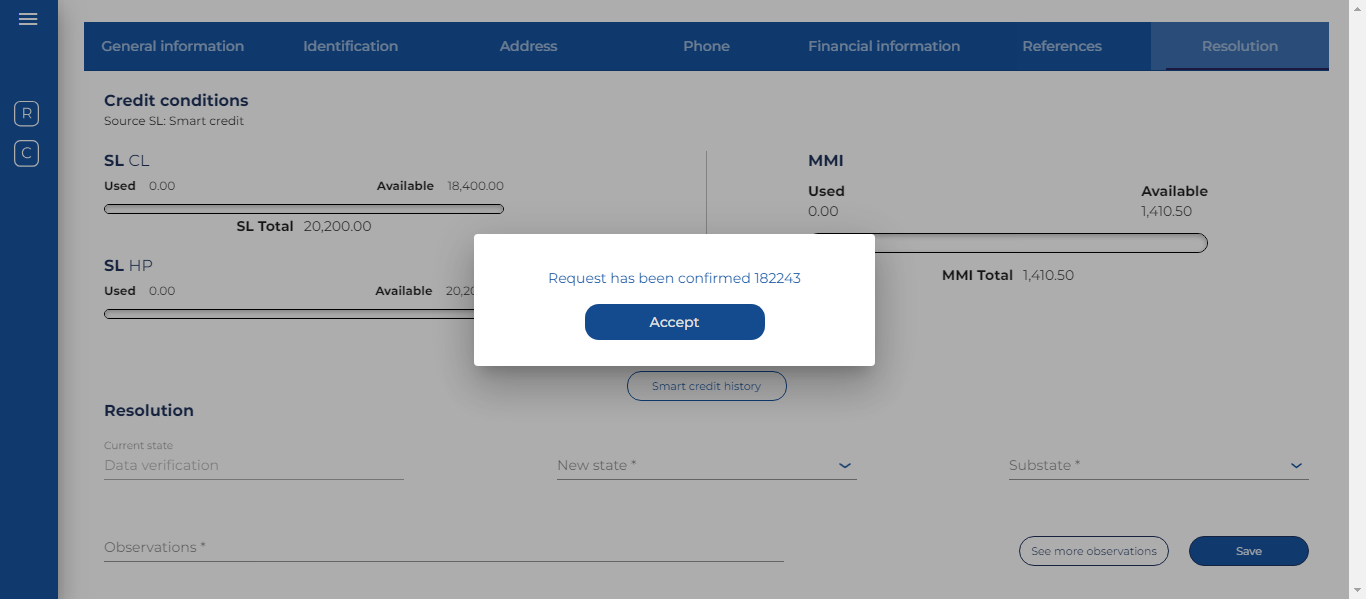 General information Identification Address Phone Financial information References Resolution
R
C
Credit conditions
Source SL: Smart credit
SL CL
Used 0.00 Available 18,400.00
SL Total 20,200.00
SL HP
Used 0.00 Available
MMI
Used Available
0.00 1,410.50
MMI Total 1,410.50
Request has been confirmed 182243
Accept
Smart credit history
Resolution
Current state
Data verification New state * Substate *
Observations * See more observations Save